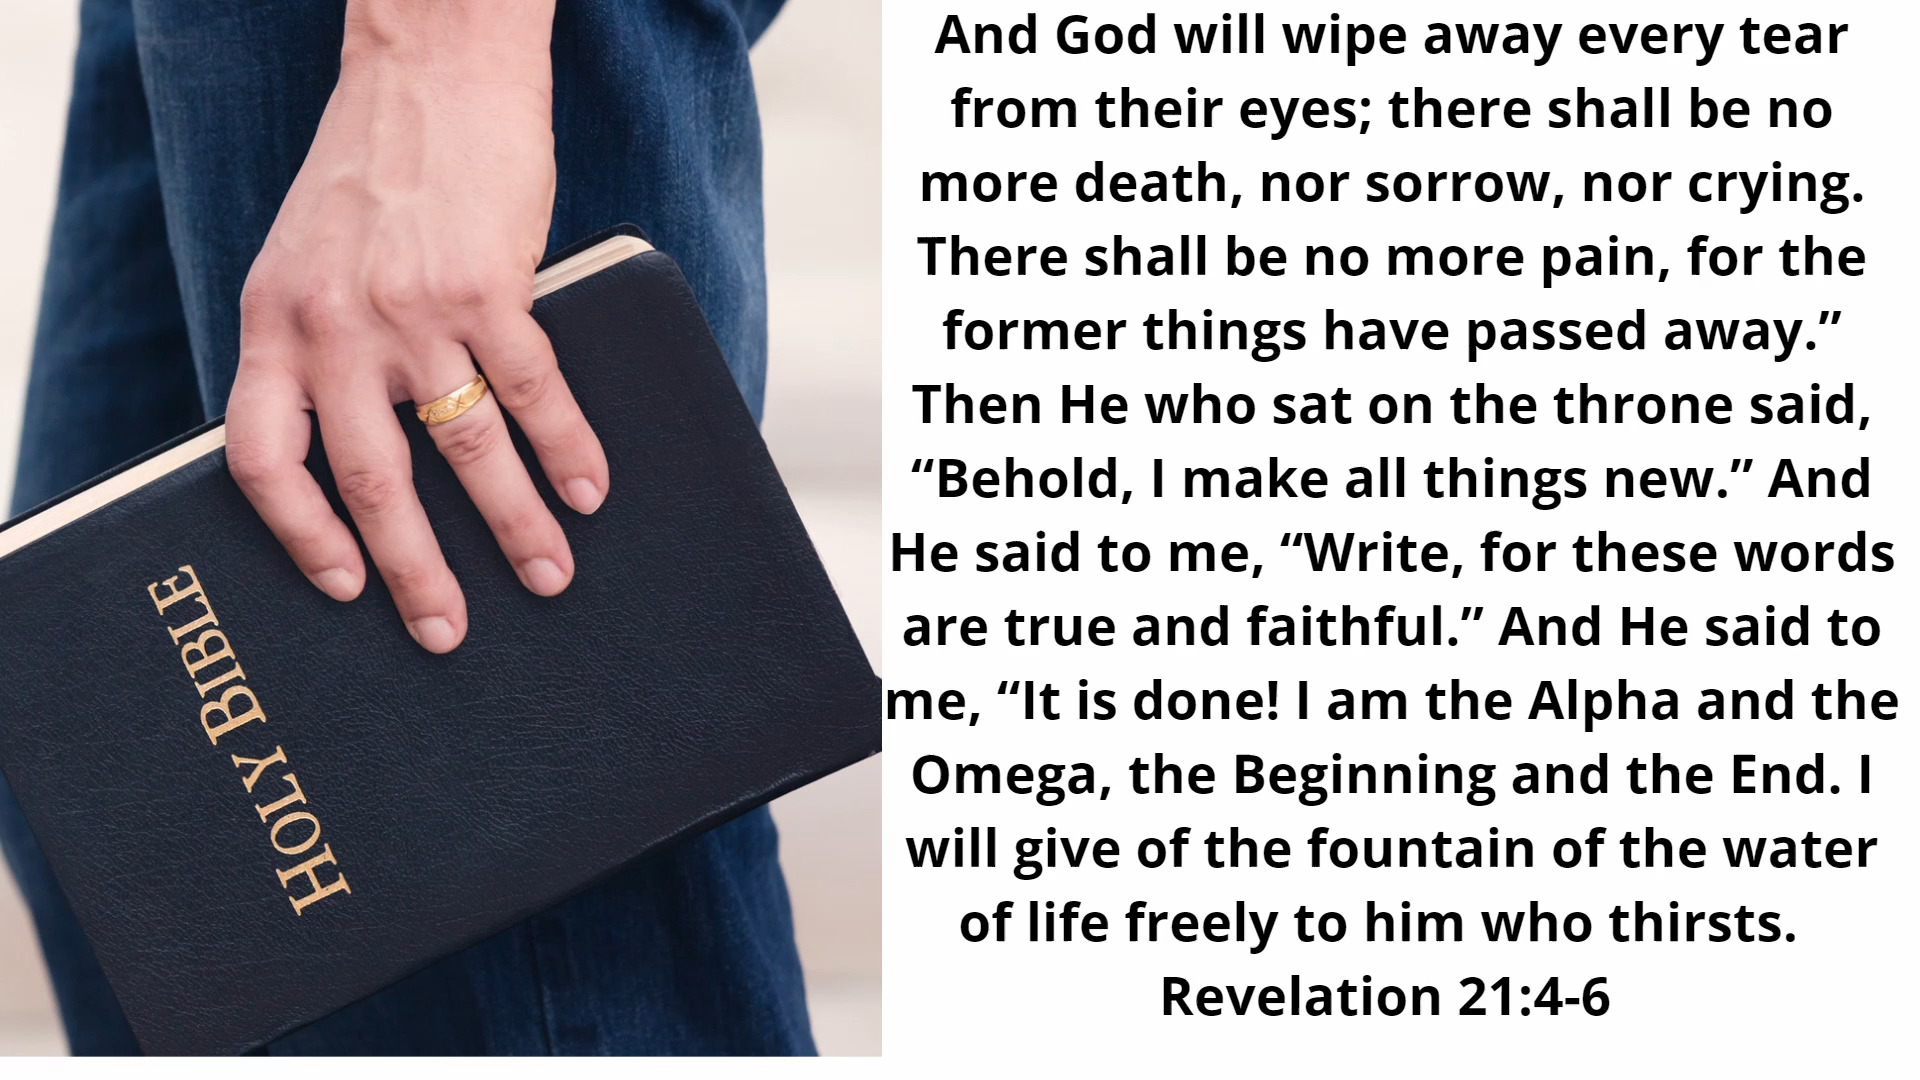 HOLY BIBLE
And God will wipe away every tear
from their eyes; there shall be no
more death, nor sorrow, nor crying.
There shall be no more pain, for the
former things have passed away.”
Then He who sat on the throne said,
“Behold, I make all things new.” And
He said to me, “Write, for these words
are true and faithful.” And He said to
me, “It is done! I am the Alpha and the
Omega, the Beginning and the End. I
will give of the fountain of the water
of life freely to him who thirsts.
Revelation 21:4-6